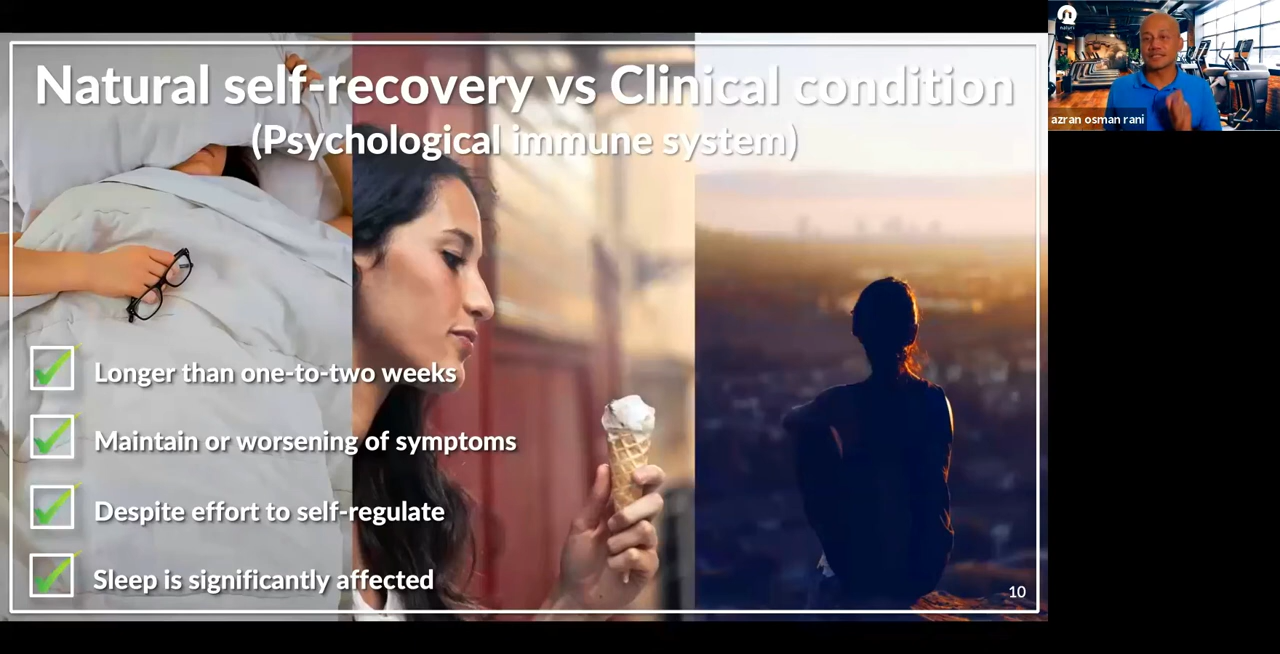 Natural self-recovery vs Clinical condition
(Psychological immune system)
Longer than one-to-two weeks
Maintain or worsening of symptoms
Despite effort to self-regulate
Sleep is significantly affected
10
azran osman rani